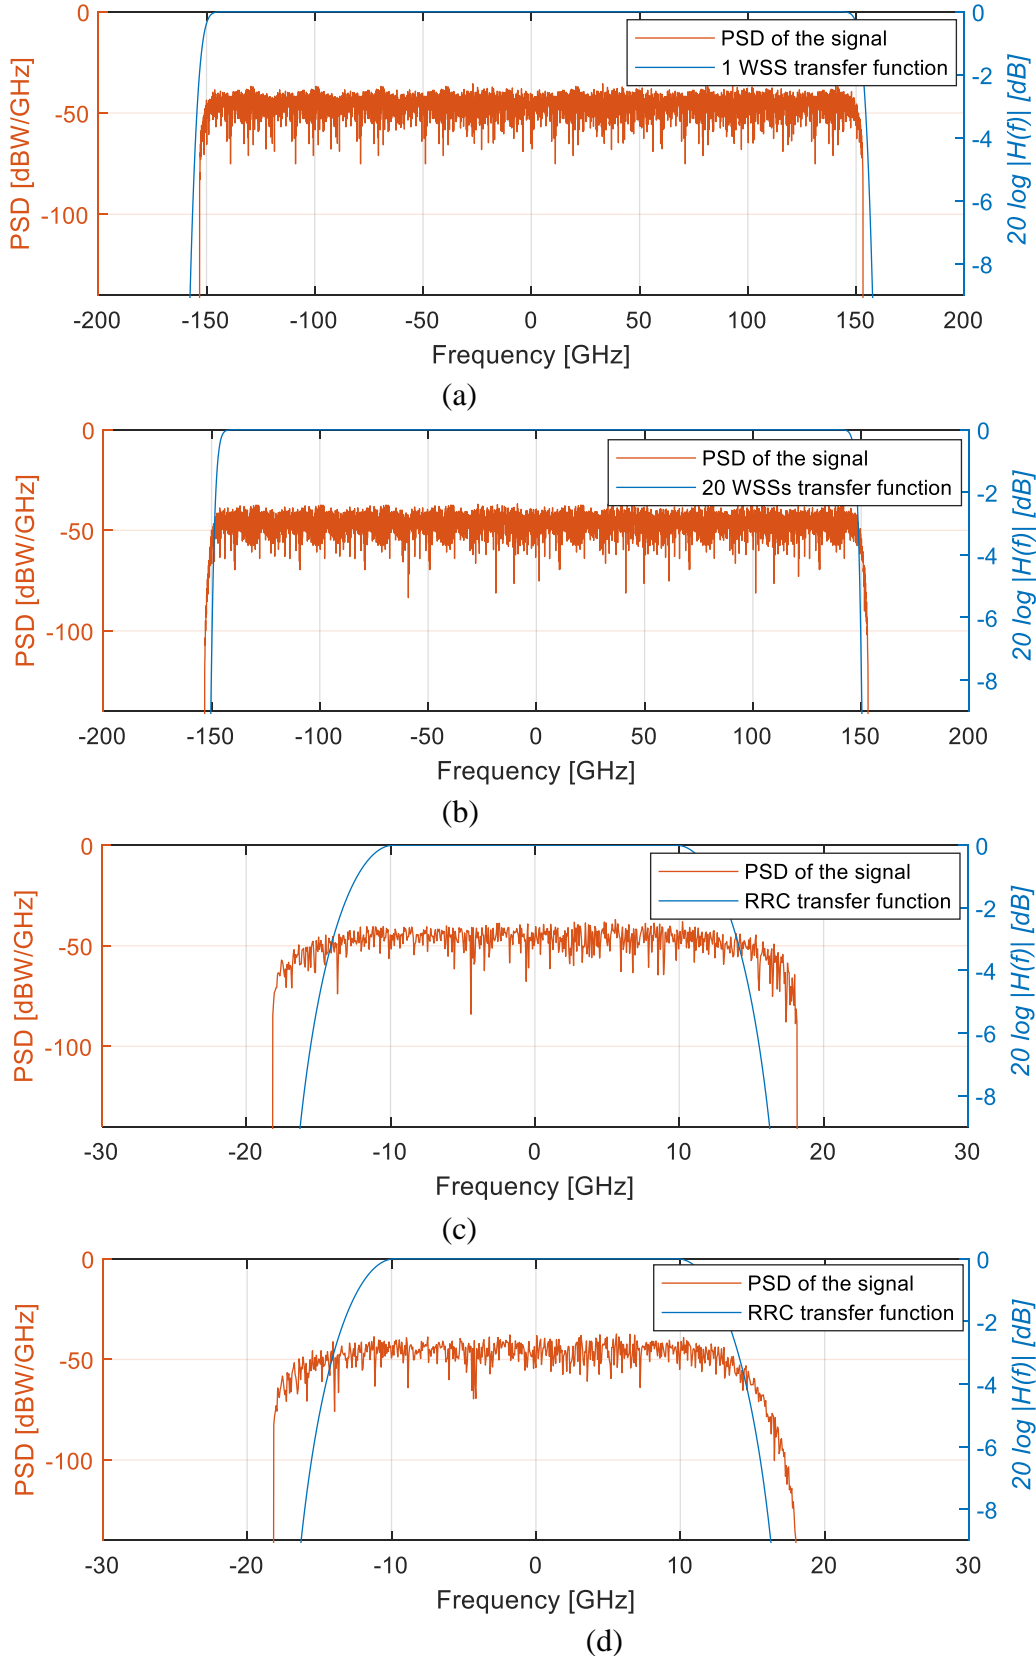 PSD [dBW/GHz]
0
-50
-100
PSD of the signal
1 WSS transfer function
0
-2
-4
-6
-8
20 log |H(f)| [dB]
-200 -150 -100 -50 0 50 100 150 200
Frequency [GHz]
(a)
PSD [dBW/GHz]
0
-50
-100
PSD of the signal
20 WSSs transfer function
0
-2
-4
-6
-8
20 log |H(f)| [dB]
-200 -150 -100 -50 0 50 100 150 200
Frequency [GHz]
(b)
PSD [dBW/GHz]
0
-50
-100
PSD of the signal
RRC transfer function
0
-2
-4
-6
-8
20 log |H(f)| [dB]
-30 -20 -10 0 10 20 30
Frequency [GHz]
(c)
PSD [dBW/GHz]
0
-50
-100
PSD of the signal
RRC transfer function
0
-2
-4
-6
-8
20 log |H(f)| [dB]
-30 -20 -10 0 10 20 30
Frequency [GHz]
(d)